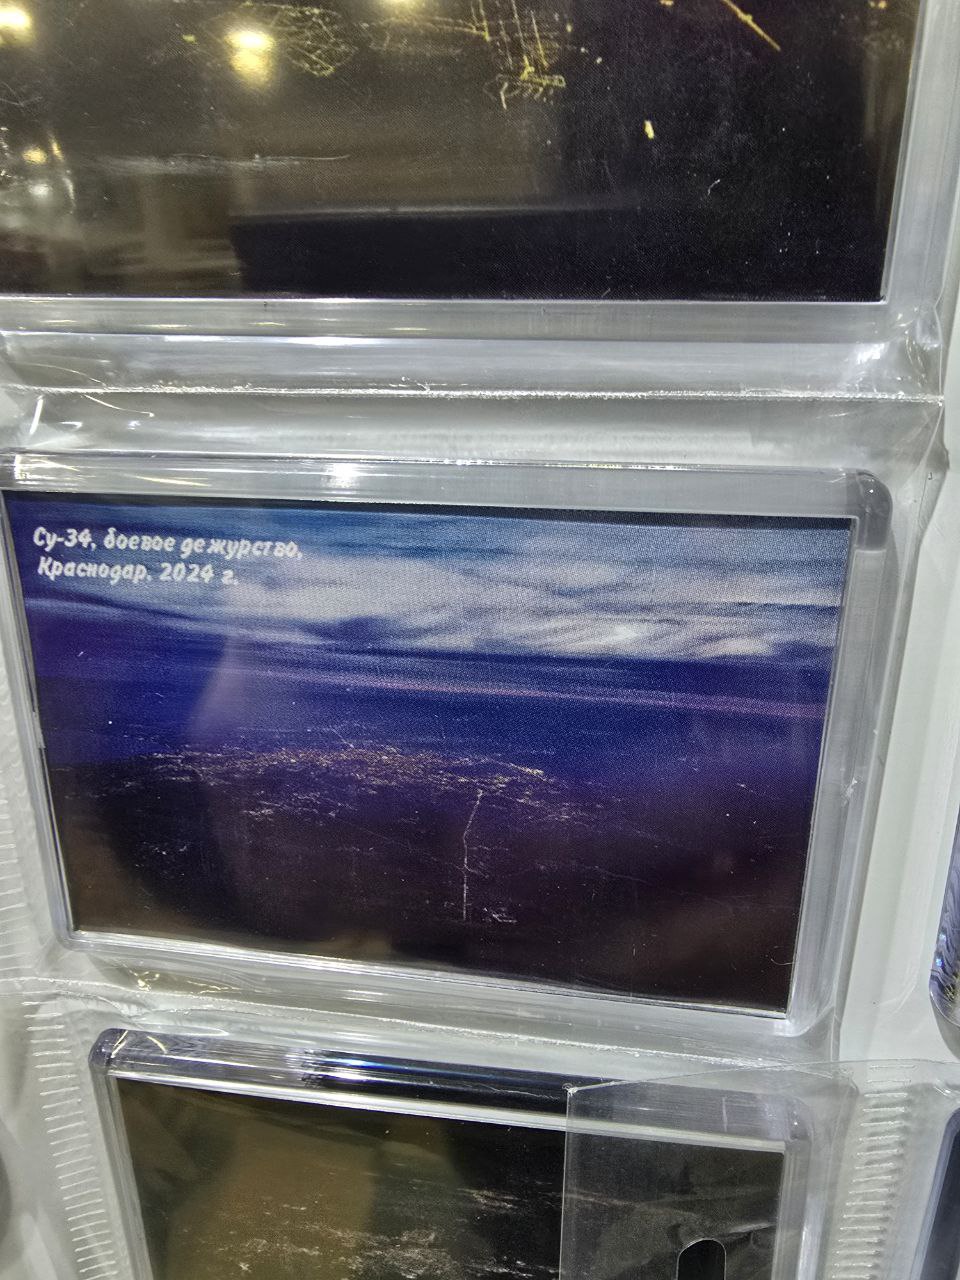 Су-34, боевое дежурство,
Краснодар, 2024 г.